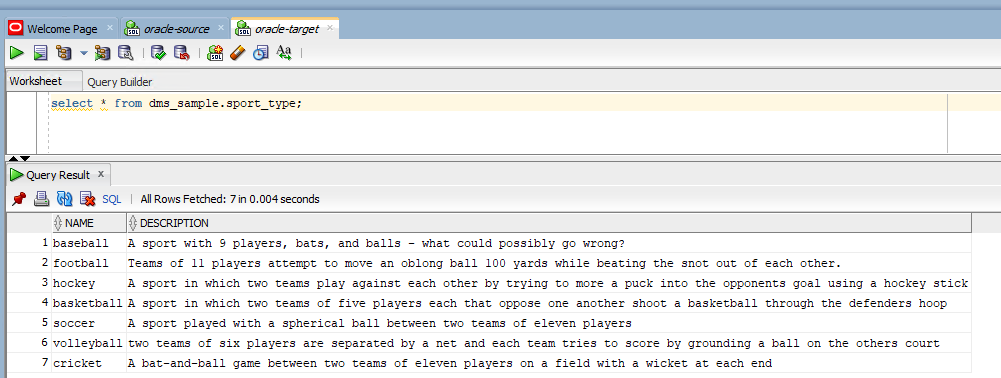 Welcome Page × SQL oracle-source × SQL oracle-target ×
Aa
Worksheet Query Builder
select * from dms_sample.sport_type;
Query Result x
SQL | All Rows Fetched: 7 in 0.004 seconds
NAME DESCRIPTION
1 baseball A sport with 9 players, bats, and balls - what could possibly go wrong?
2 football Teams of 11 players attempt to move an oblong ball 100 yards while beating the snot out of each other.
3 hockey A sport in which two teams play against each other by trying to more a puck into the opponents goal using a hockey stick
4 basketball A sport in which two teams of five players each that oppose one another shoot a basketball through the defenders hoop
5 soccer A sport played with a spherical ball between two teams of eleven players
6 volleyball two teams of six players are separated by a net and each team tries to score by grounding a ball on the others court
7 cricket A bat-and-ball game between two teams of eleven players on a field with a wicket at each end